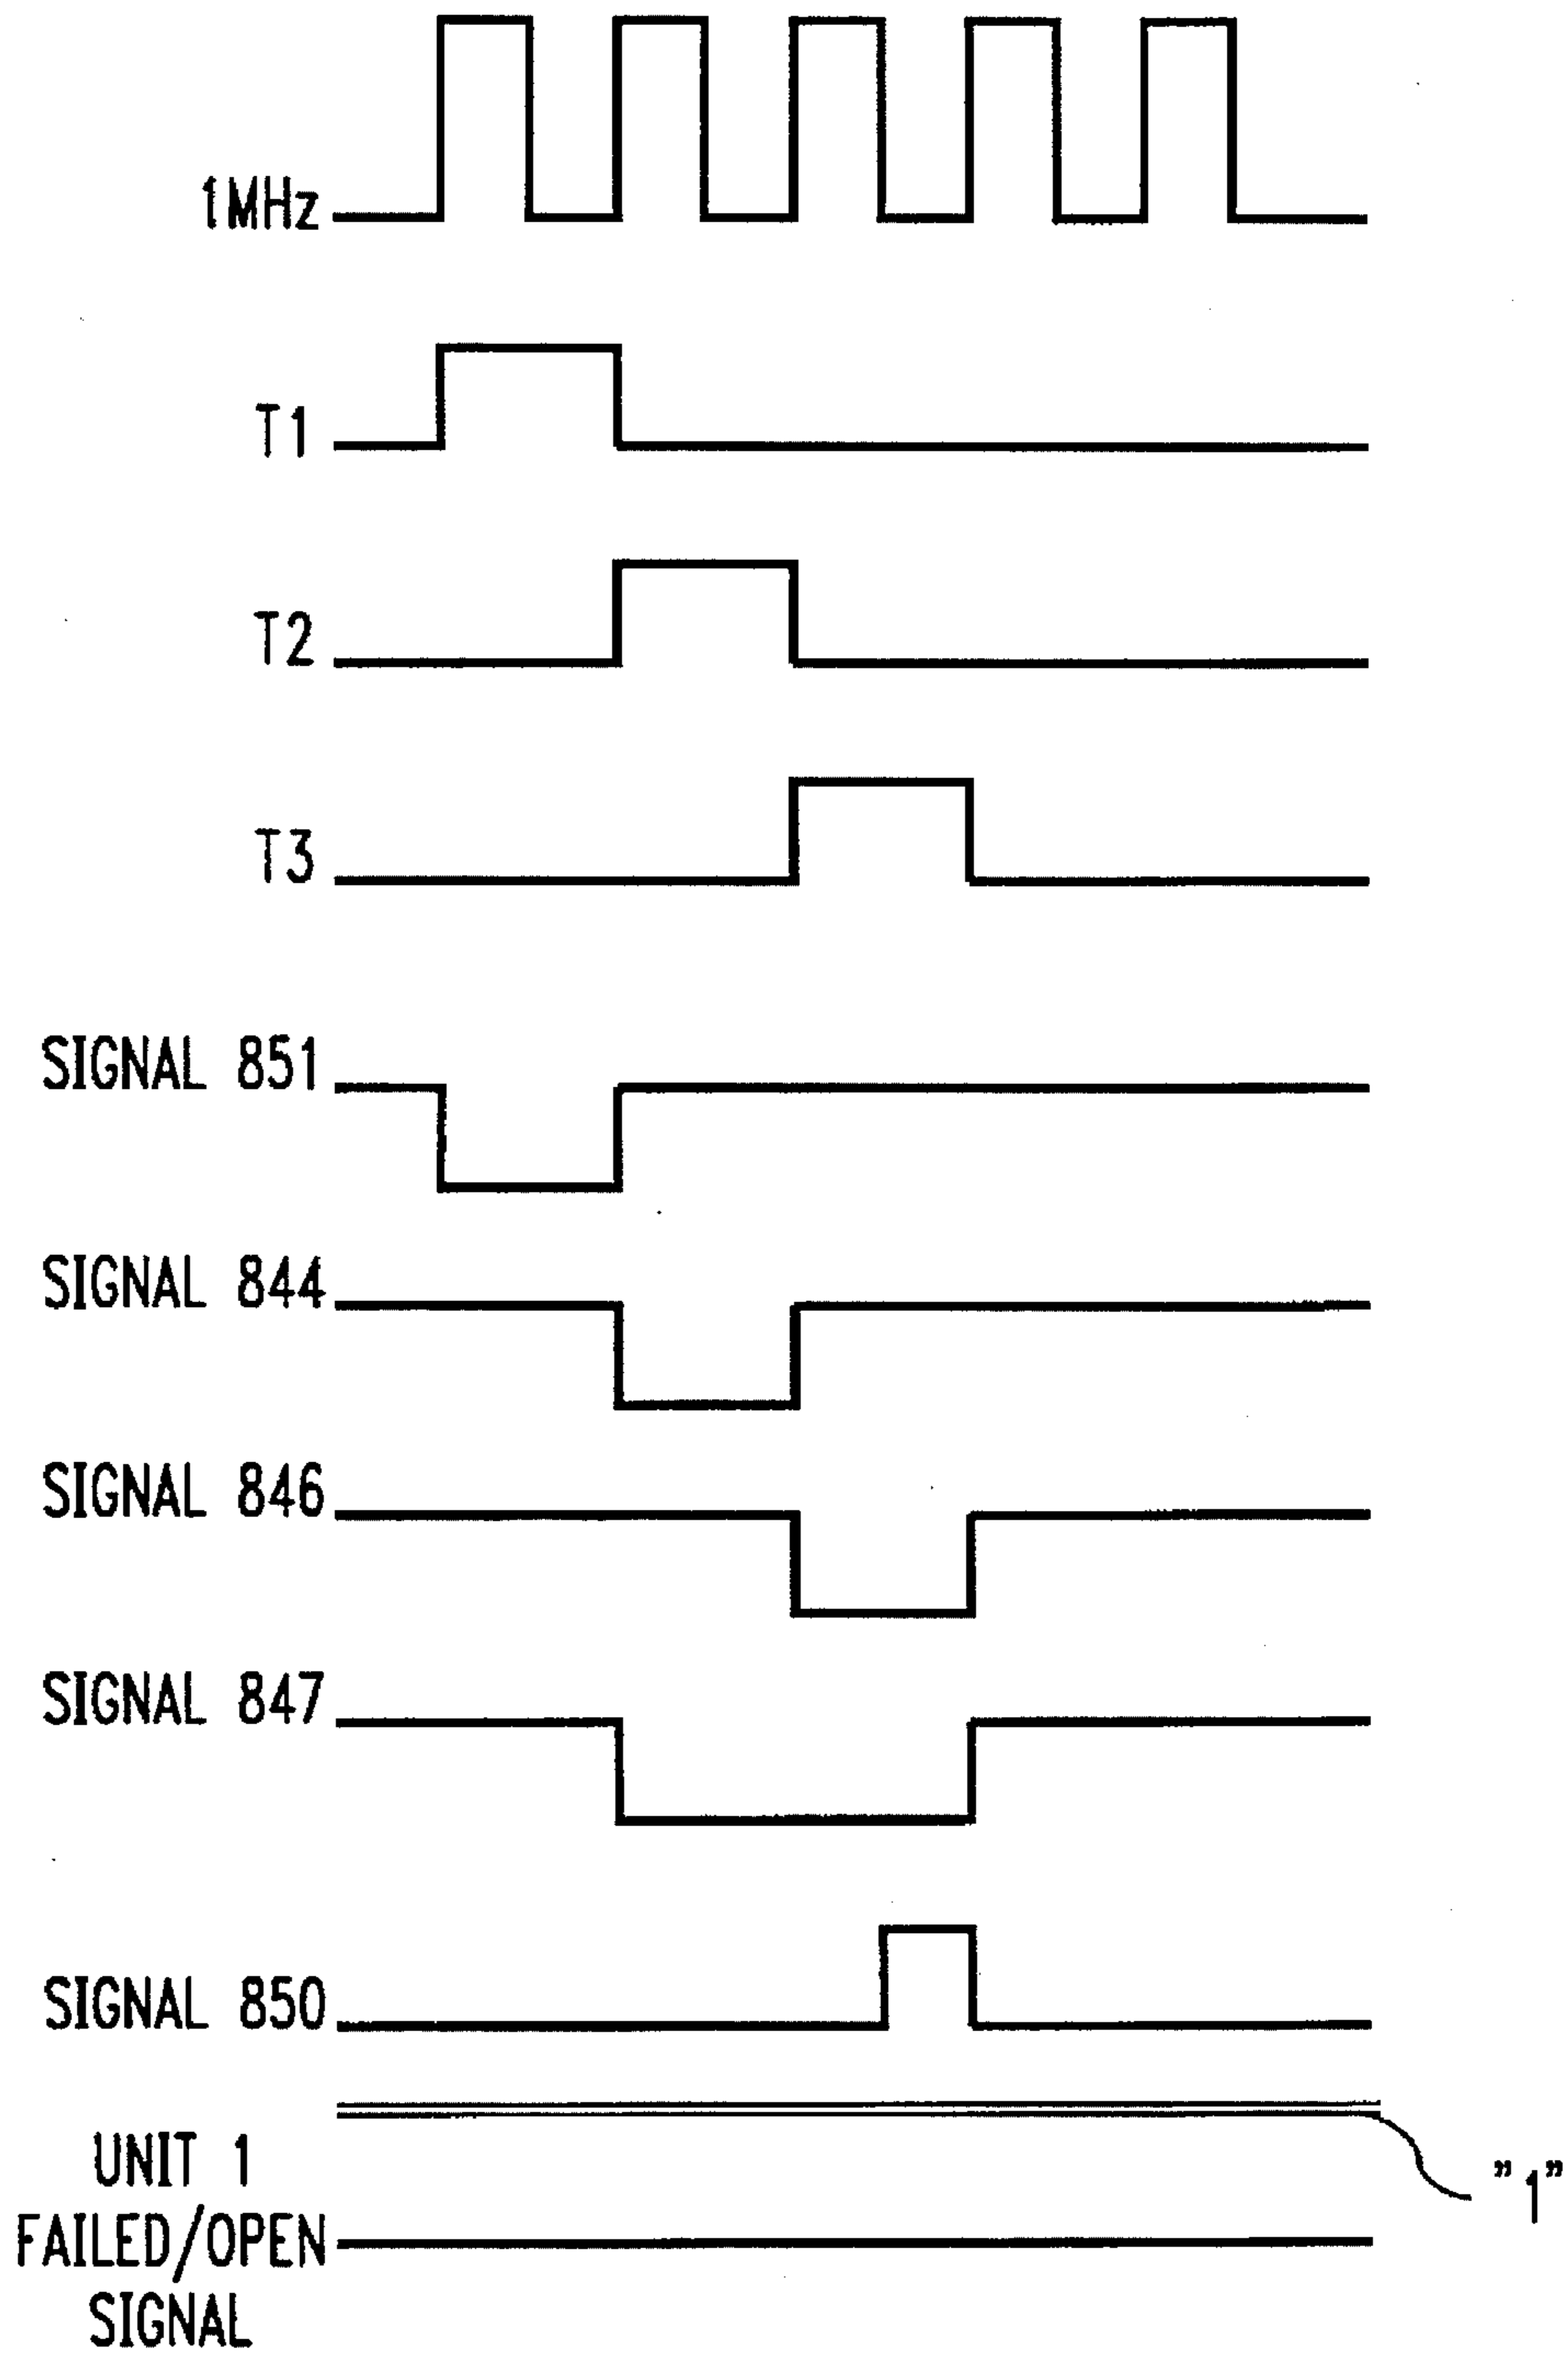 1MHz
T1
T2
T3
SIGNAL 851
SIGNAL 844
SIGNAL 846
SIGNAL 847
SIGNAL 850
UNIT 1
FAILED/OPEN
SIGNAL
"1"